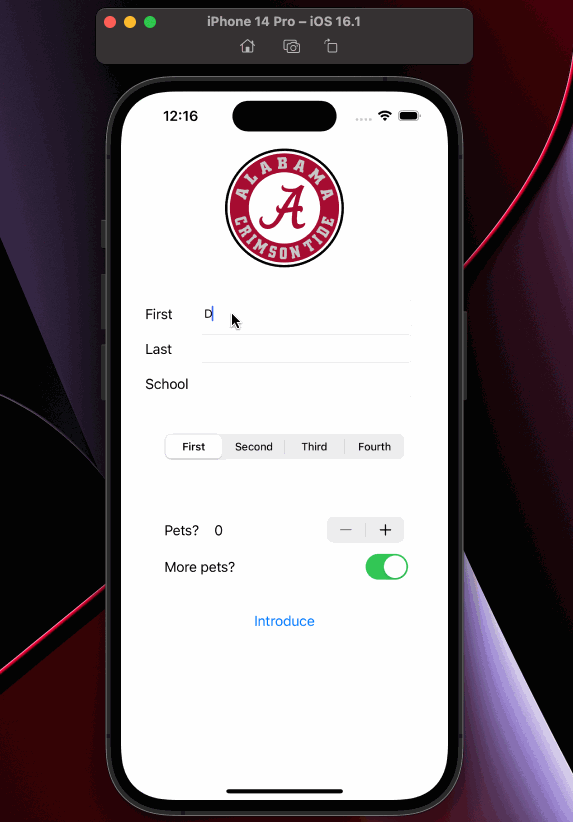 iPhone 14 Pro – iOS 16.1
12:16
ALABAMA
A
CRIMSON TIDE
First D
Last
School
First Second Third Fourth
Pets? 0
More pets?
Introduce